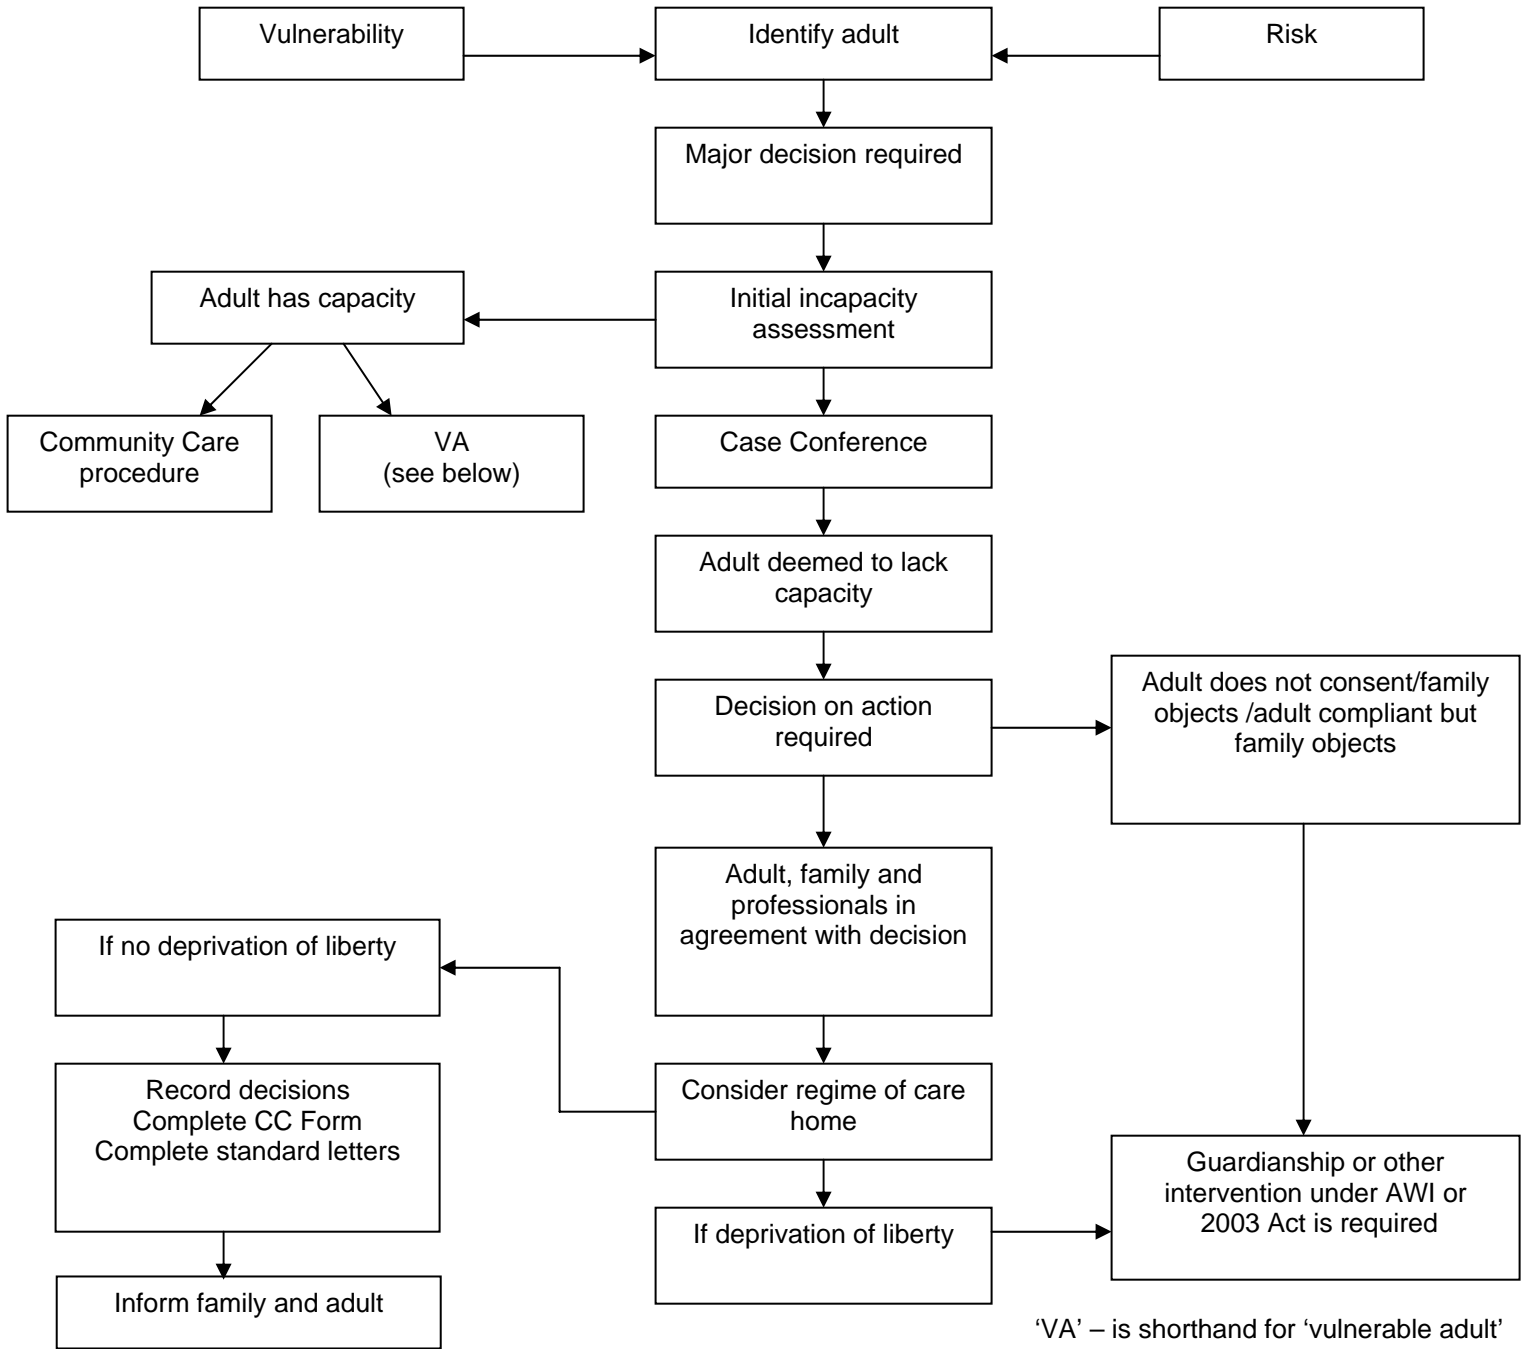 Vulnerability
Identify adult
Risk
Major decision required
Adult has capacity
Initial incapacity
assessment
Community Care
procedure
VA
(see below)
Case Conference
Adult deemed to lack
capacity
Decision on action
required
Adult does not consent/family
objects /adult compliant but
family objects
Adult, family and
professionals in
agreement with decision
If no deprivation of liberty
Record decisions
Complete CC Form
Complete standard letters
Consider regime of care
home
Guardianship or other
intervention under AWI or
2003 Act is required
If deprivation of liberty
Inform family and adult
‘VA’ – is shorthand for ‘vulnerable adult’